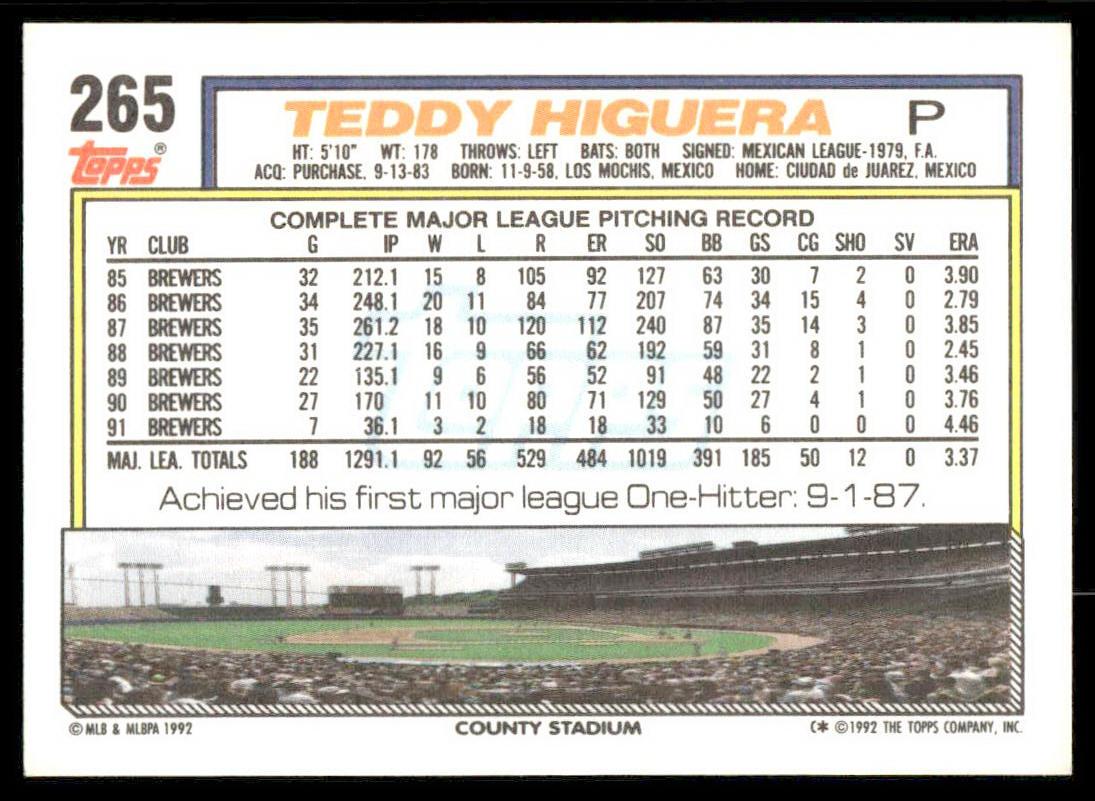 265 TEDDY HIGUERA P
topps®
HT: 5'10" WT: 178 THROWS: LEFT BATS: BOTH SIGNED: MEXICAN LEAGUE-1979, F.A.
ACQ: PURCHASE, 9-13-83 BORN: 11-9-58, LOS MOCHIS, MEXICO HOME: CIUDAD de JUAREZ, MEXICO
COMPLETE MAJOR LEAGUE PITCHING RECORD
YR CLUB G IP W L R ER SO BB GS CG SHO SV ERA
85 BREWERS 32 212.1 15 8 105 92 127 63 30 7 2 0 3.90
86 BREWERS 34 248.1 20 11 84 77 207 74 34 15 4 0 2.79
87 BREWERS 35 261.2 18 10 120 112 240 87 35 14 3 0 3.85
88 BREWERS 31 227.1 16 9 66 62 192 59 31 8 1 0 2.45
89 BREWERS 22 135.1 9 6 56 52 91 48 22 2 1 0 3.46
90 BREWERS 27 170 11 10 80 71 129 50 27 4 1 0 3.76
91 BREWERS 7 36.1 3 2 18 18 33 10 6 0 0 0 4.46
MAJ. LEA. TOTALS 188 1291.1 92 56 529 484 1019 391 185 50 12 0 3.37
Achieved his first major league One-Hitter: 9-1-87.
© MLB & MLBPA 1992 COUNTY STADIUM (* ©1992 THE TOPPS COMPANY, INC.